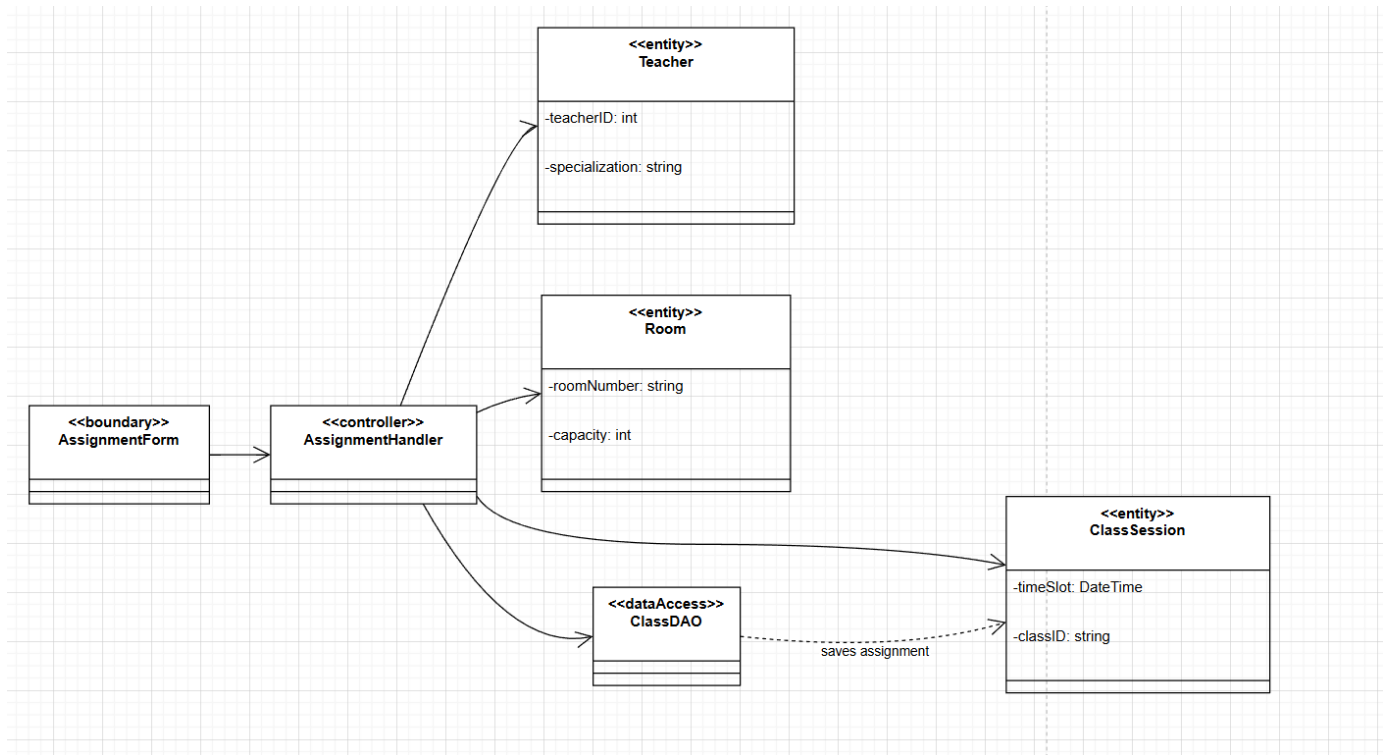 <<entity>>
Teacher
-teacherID: int
-specialization: string
<<entity>>
Room
-roomNumber: string
-capacity: int
<<boundary>>
AssignmentForm
<<controller>>
AssignmentHandler
<<entity>>
ClassSession
-timeSlot: DateTime
-classID: string
<<dataAccess>>
ClassDAO
saves assignment